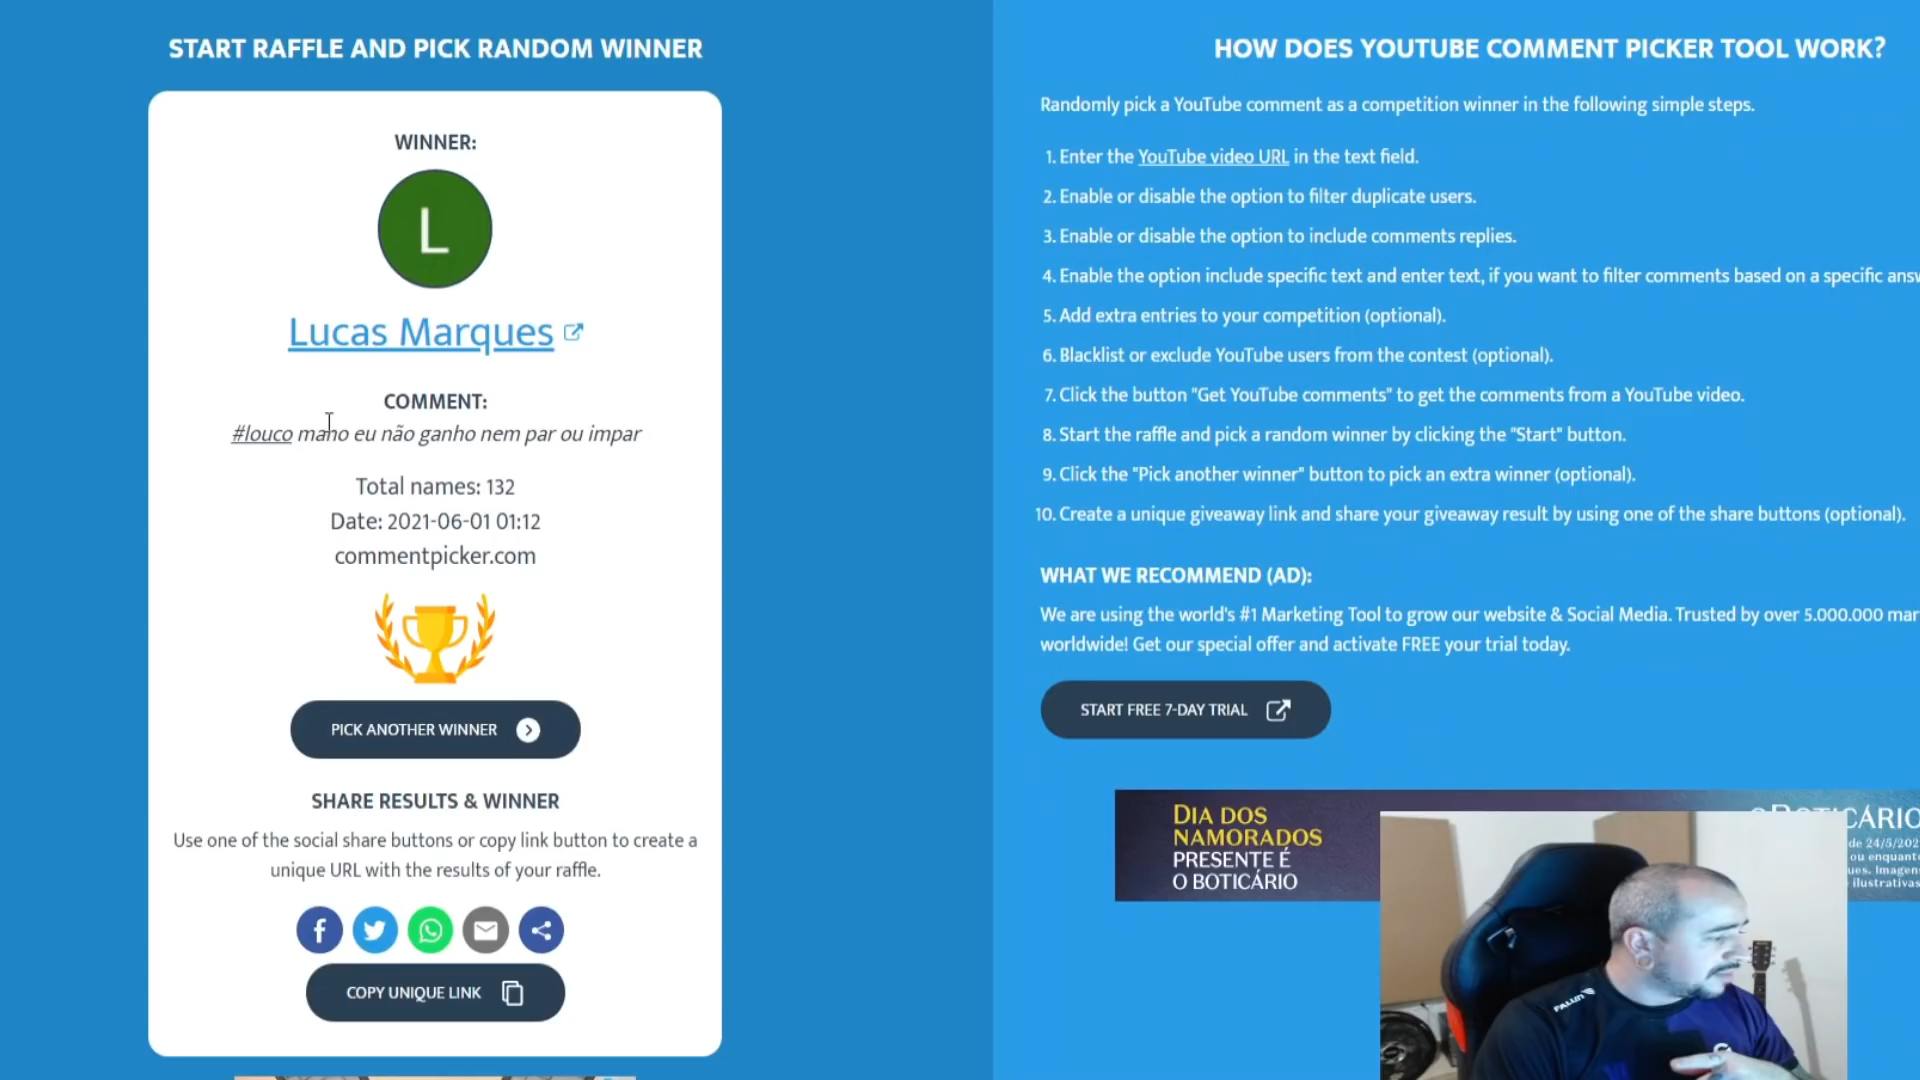 START RAFFLE AND PICK RANDOM WINNER
WINNER:
L
Lucas Marques
COMMENT:
#louco mano eu não ganho nem par ou impar
Total names: 132
Date: 2021-06-01 01:12
commentpicker.com
PICK ANOTHER WINNER
SHARE RESULTS & WINNER
Use one of the social share buttons or copy link button to create a
unique URL with the results of your raffle.
COPY UNIQUE LINK
HOW DOES YOUTUBE COMMENT PICKER TOOL WORK?
Randomly pick a YouTube comment as a competition winner in the following simple steps.
1. Enter the YouTube video URL in the text field.
2. Enable or disable the option to filter duplicate users.
3. Enable or disable the option to include comments replies.
4. Enable the option include specific text and enter text, if you want to filter comments based on a specific
5. Add extra entries to your competition (optional).
6. Blacklist or exclude YouTube users from the contest (optional).
7. Click the button "Get YouTube comments" to get the comments from a YouTube video.
8. Start the raffle and pick a random winner by clicking the "Start" button.
9. Click the "Pick another winner" button to pick an extra winner (optional).
10. Create a unique giveaway link and share your giveaway result by using one of the share buttons (optional).
WHAT WE RECOMMEND (AD):
We are using the world's #1 Marketing Tool to grow our website & Social Media. Trusted by over 5.000.000
worldwide! Get our special offer and activate FREE your trial today.
START FREE 7-DAY TRIAL
DIA DOS
NAMORADOS
PRESENTE É
O BOTICÁRIO
de 24/5/202
ou enquanto
ues. Imagens
ilustrativas
FALLEN